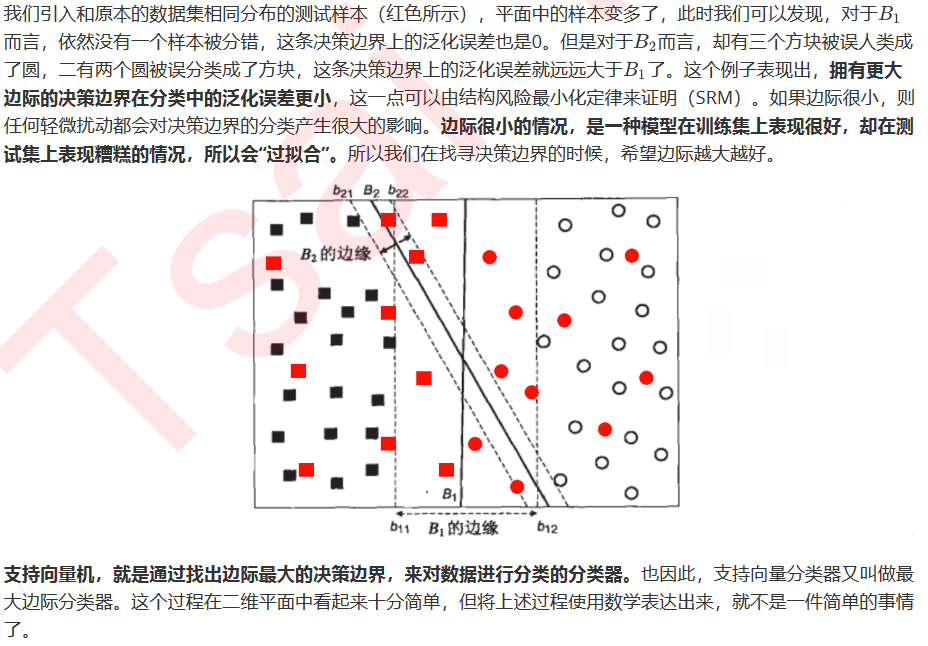 我们引入和原本的数据集相同分布的测试样本（红色所示），平面中的样本变多了，此时我们可以发现，对于B₁
而言，依然没有一个样本被分错，这条决策边界上的泛化误差也是0。但是对于B₂而言，却有三个方块被误人类成
了圆，二有两个圆被误分类成了方块，这条决策边界上的泛化误差就远远大于B₁了。这个例子表现出，拥有更大
边际的决策边界在分类中的泛化误差更小，这一点可以由结构风险最小化定律来证明（SRM）。如果边际很小，则
任何轻微扰动都会对决策边界的分类产生很大的影响。边际很小的情况，是一种模型在训练集上表现很好，却在测
试集上表现糟糕的情况，所以会“过拟合”。所以我们在找寻决策边界的时候，希望边际越大越好。
b₂₁ B₂ b₂₂
B₂的边缘
B₁
b₁₁ B₁的边缘 b₁₂
支持向量机，就是通过找出边际最大的决策边界，来对数据进行分类的分类器。也因此，支持向量分类器又叫做最
大边际分类器。这个过程在二维平面中看起来十分简单，但将上述过程使用数学表达出来，就不是一件简单的事情
了。
Tsai